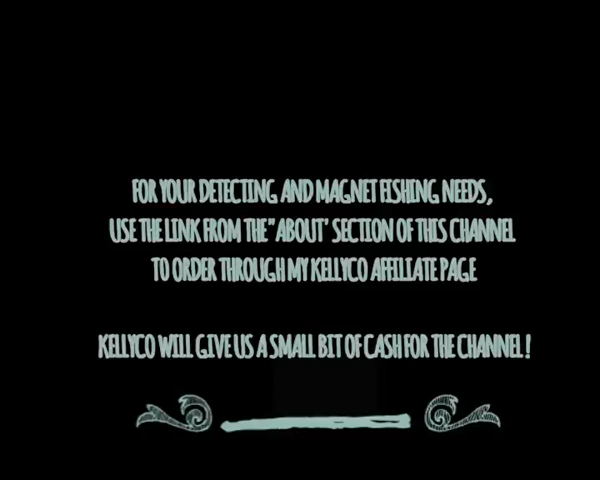 FOR YOUR DETECTING AND MAGNET FISHING NEEDS,
USE THE LINK FROM THE "ABOUT' SECTION OF THIS CHANNEL
TO ORDER THROUGH MY KELLYCO AFFILIATE PAGE
KELLYCO WILL GIVE US A SMALL BIT OF CASH FOR THE CHANNEL!